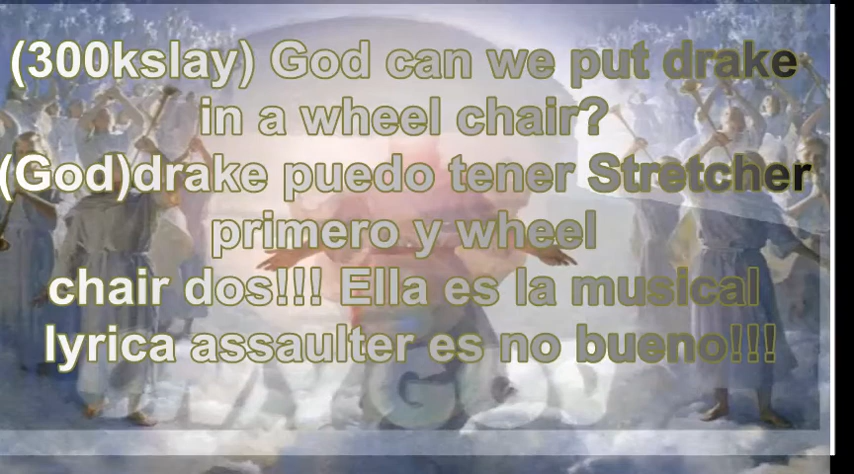 (300kslay) God can we put drake
in a wheel chair?
(God)drake puedo tener Stretcher
primero y wheel
chair dos!!! Ella es la musical
lyrica assaulter es no bueno!!!
GOD